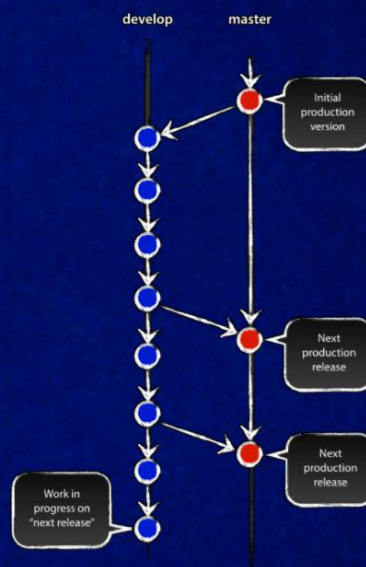 develop
master
Initial
production
version
Next
production
release
Next
production
release
Work in
progress on
"next release"